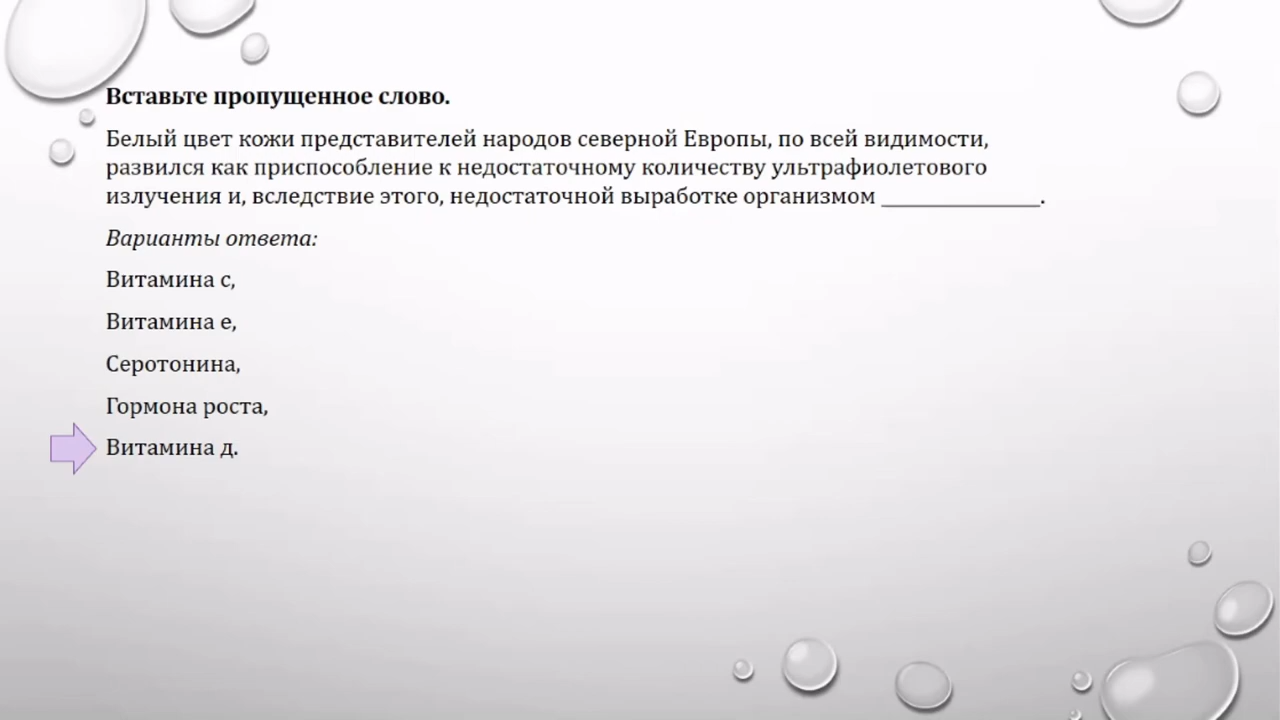 Вставьте пропущенное слово.
Белый цвет кожи представителей народов северной Европы, по всей видимости,
развился как приспособление к недостаточному количеству ультрафиолетового
излучения и, вследствие этого, недостаточной выработке организмом _______________.
Варианты ответа:
Витамина с,
Витамина е,
Серотонина,
Гормона роста,
Витамина д.